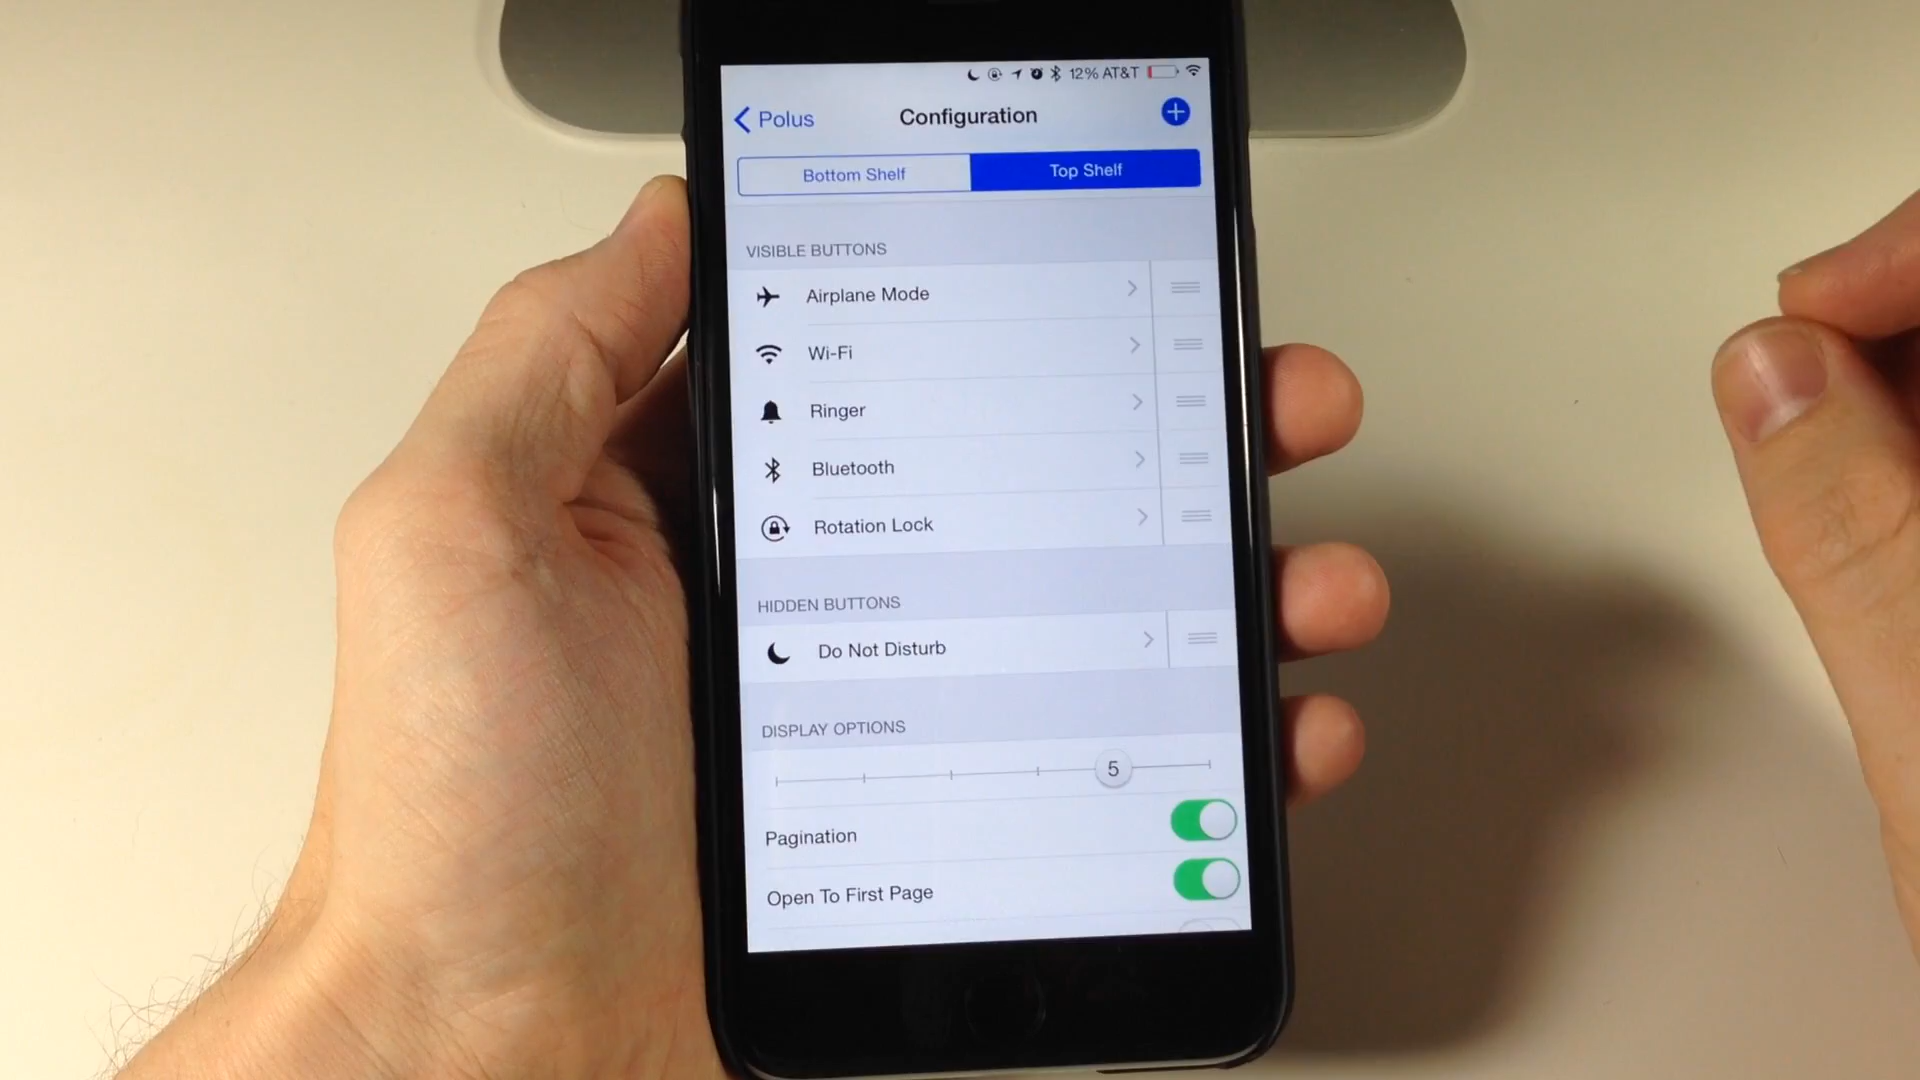 12% AT&T
Polus
Configuration
Bottom Shelf
Top Shelf
VISIBLE BUTTONS
Airplane Mode
Wi-Fi
Ringer
Bluetooth
Rotation Lock
HIDDEN BUTTONS
Do Not Disturb
DISPLAY OPTIONS
5
Pagination
Open To First Page